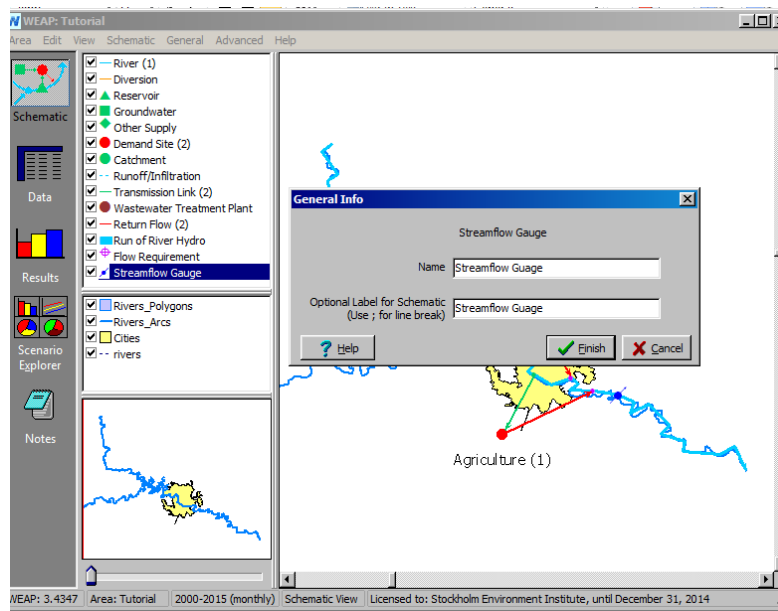 WEAP: Tutorial
Area Edit View Schematic General Advanced Help
Schematic
Data
Results
Scenario
Explorer
Notes
River (1)
Diversion
Reservoir
Groundwater
Other Supply
Demand Site (2)
Catchment
Runoff/Infiltration
Transmission Link (2)
Wastewater Treatment Plant
Return Flow (2)
Run of River Hydro
Flow Requirement
Streamflow Gauge
Rivers_Polygons
Rivers_Arcs
Cities
rivers
General Info
Streamflow Gauge
Name Streamflow Guage
Optional Label for Schematic
(Use ; for line break) Streamflow Guage
? Help Finish Cancel
Agriculture (1)
WEAP: 3.4347 Area: Tutorial 2000-2015 (monthly) Schematic View Licensed to: Stockholm Environment Institute, until December 31, 2014